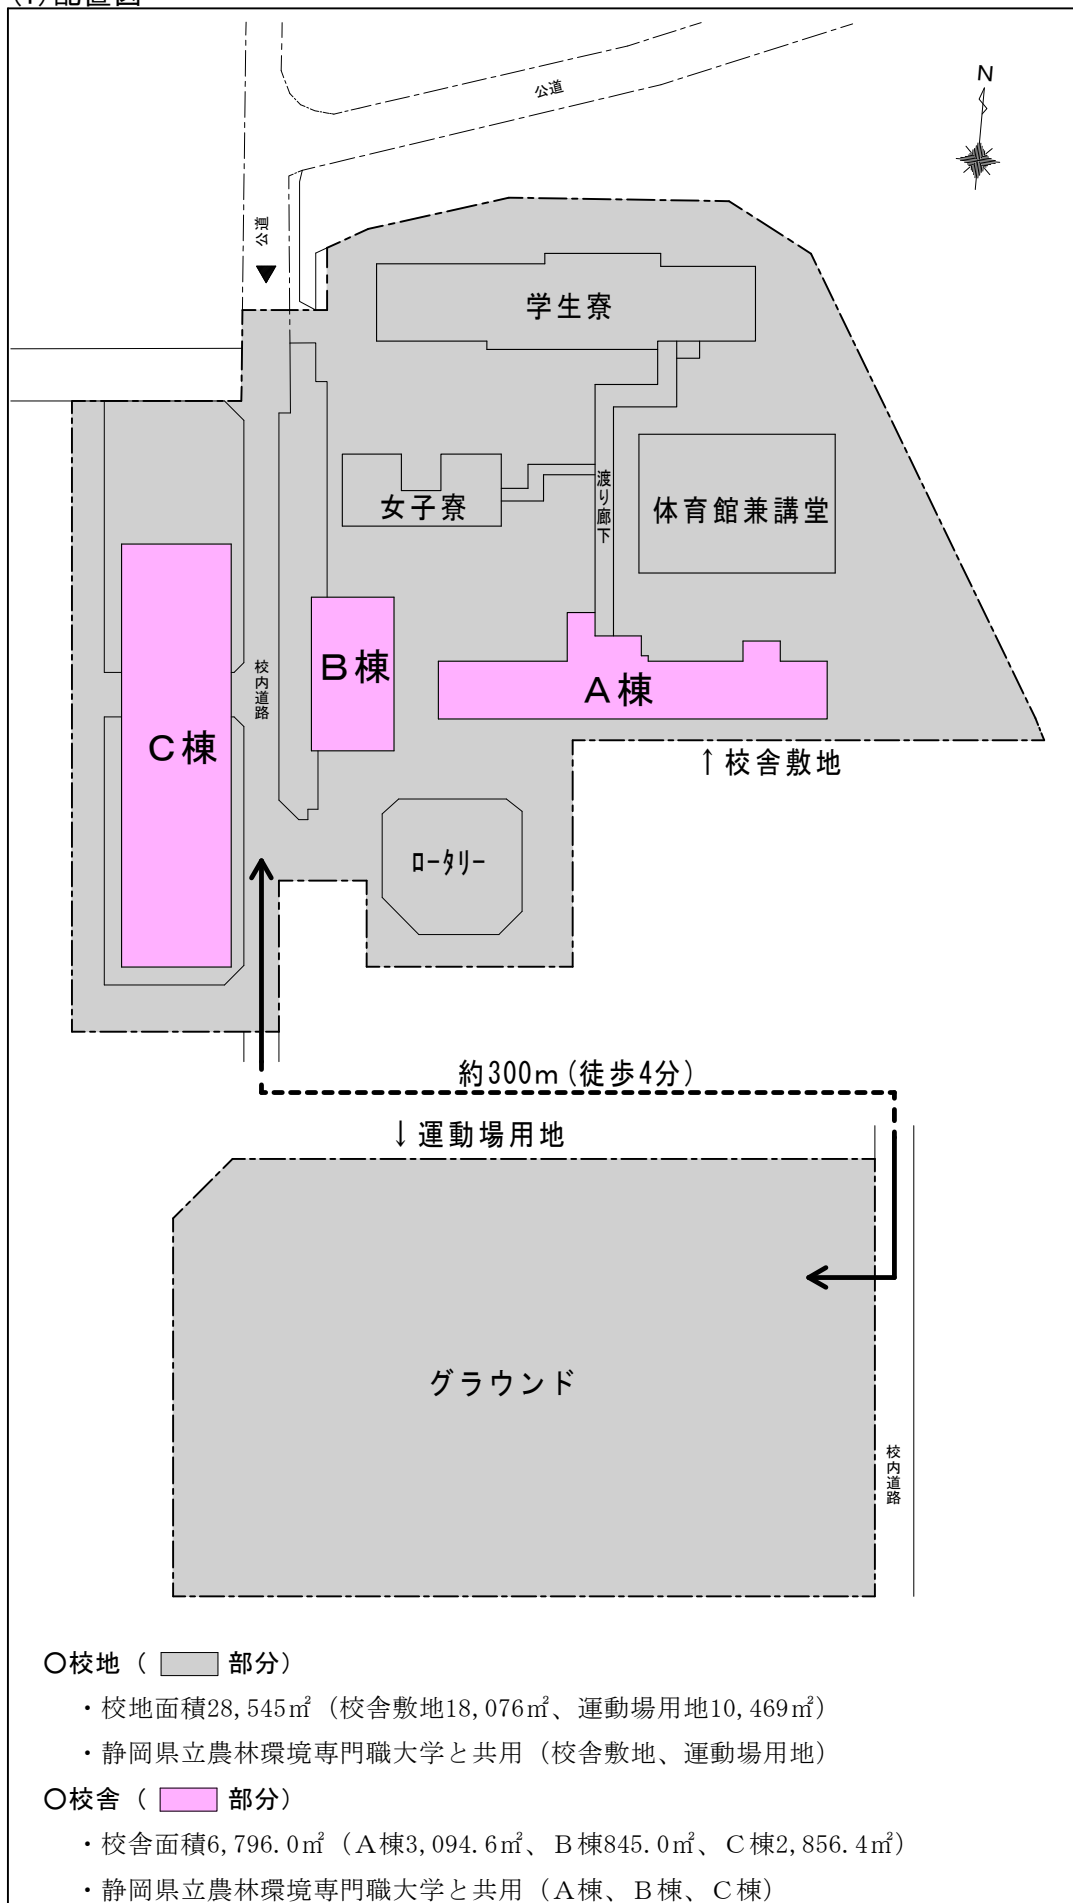 (1)配置図
公道
N
公道
学生寮
女子寮
渡り廊下
体育館兼講堂
B棟
A棟
校内道路
C棟
↑校舎敷地
ロータリー
約300m(徒歩4分)
↓運動場用地
グラウンド
校内道路
○校地（ 部分）
・校地面積28,545㎡（校舎敷地18,076㎡、運動場用地10,469㎡）
・静岡県立農林環境専門職大学と共用（校舎敷地、運動場用地）
○校舎（ 部分）
・校舎面積6,796.0㎡（A棟3,094.6㎡、B棟845.0㎡、C棟2,856.4㎡）
・静岡県立農林環境専門職大学と共用（A棟、B棟、C棟）